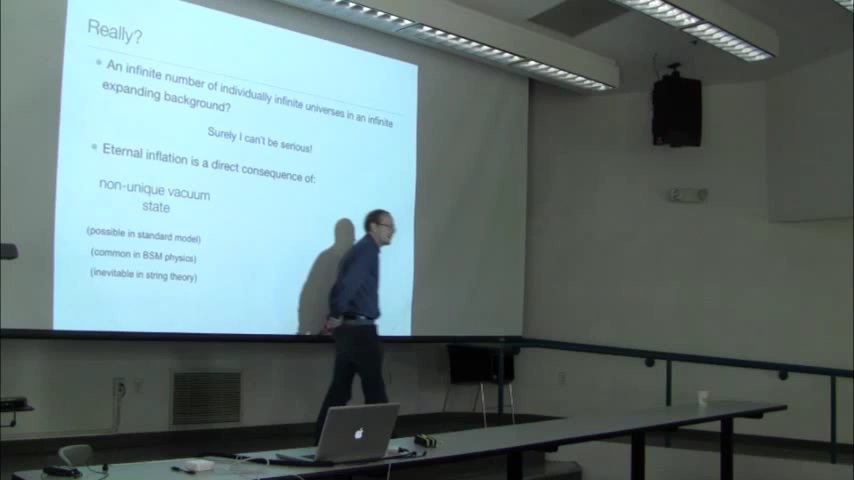 Really?
An infinite number of individually infinite universes in an infinite
expanding background?
Surely I can't be serious!
Eternal inflation is a direct consequence of:
non-unique vacuum
state
(possible in standard model)
(common in BSM physics)
(inevitable in string theory)